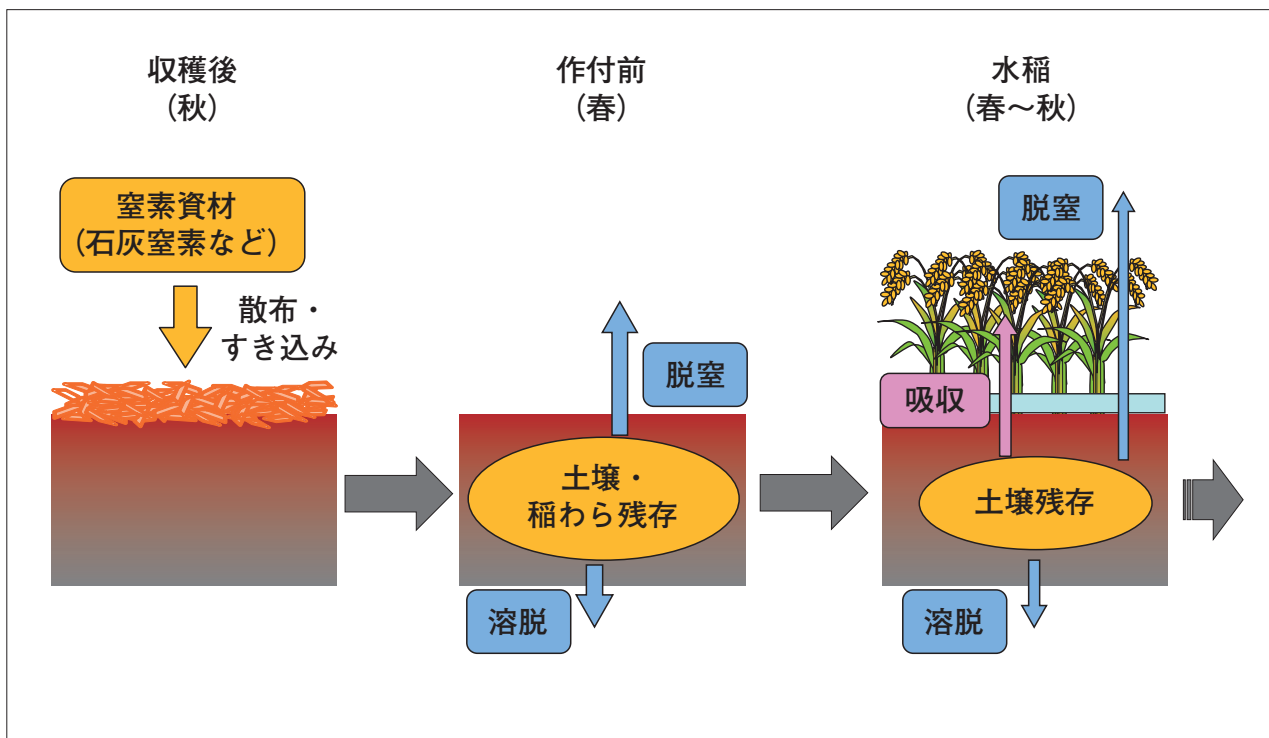 収穫後
(秋)
作付前
(春)
水稲
(春〜秋)
窒素資材
(石灰窒素など)
散布・
すき込み
脱窒
土壌・
稲わら残存
溶脱
脱窒
吸収
土壌残存
溶脱